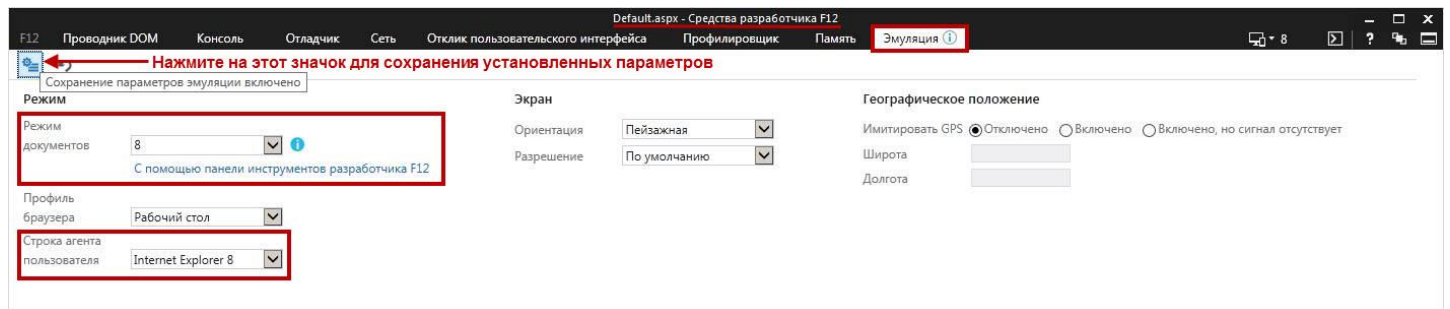 Default.aspx - Средства разработчика F12
F12 Проводник DOM Консоль Отладчик Сеть Отклик пользовательского интерфейса Профилировщик Память Эмуляция 8 ?
Нажмите на этот значок для сохранения установленных параметров
Сохранение параметров эмуляции включено
Режим Экран Географическое положение
Режим
документов 8
С помощью панели инструментов разработчика F12
Ориентация Пейзажная
Разрешение По умолчанию
Имитировать GPS Отключено Включено Включено, но сигнал отсутствует
Широта
Долгота
Профиль
браузера Рабочий стол
Строка агента
пользователя Internet Explorer 8